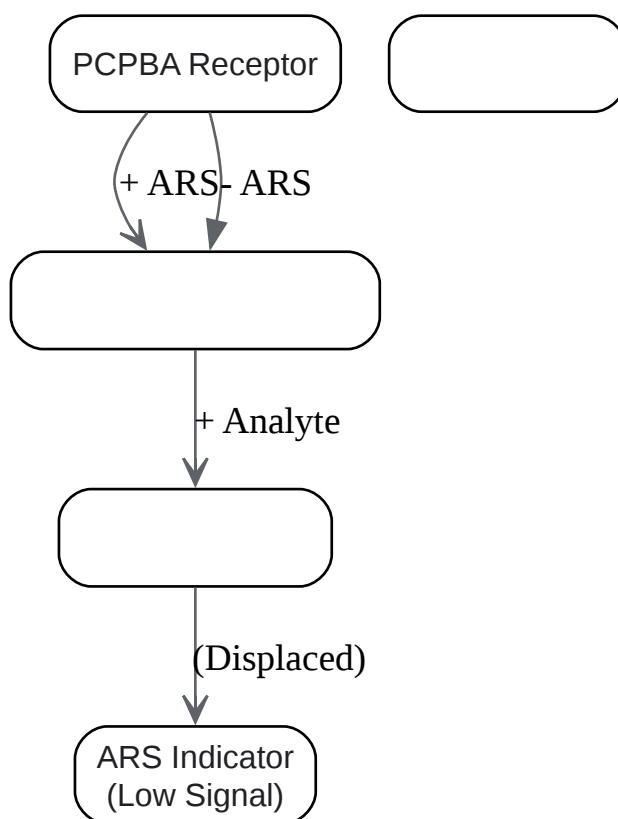 PCPBA Receptor
+ ARS
- ARS
+ Analyte
(Displaced)
ARS Indicator
(Low Signal)